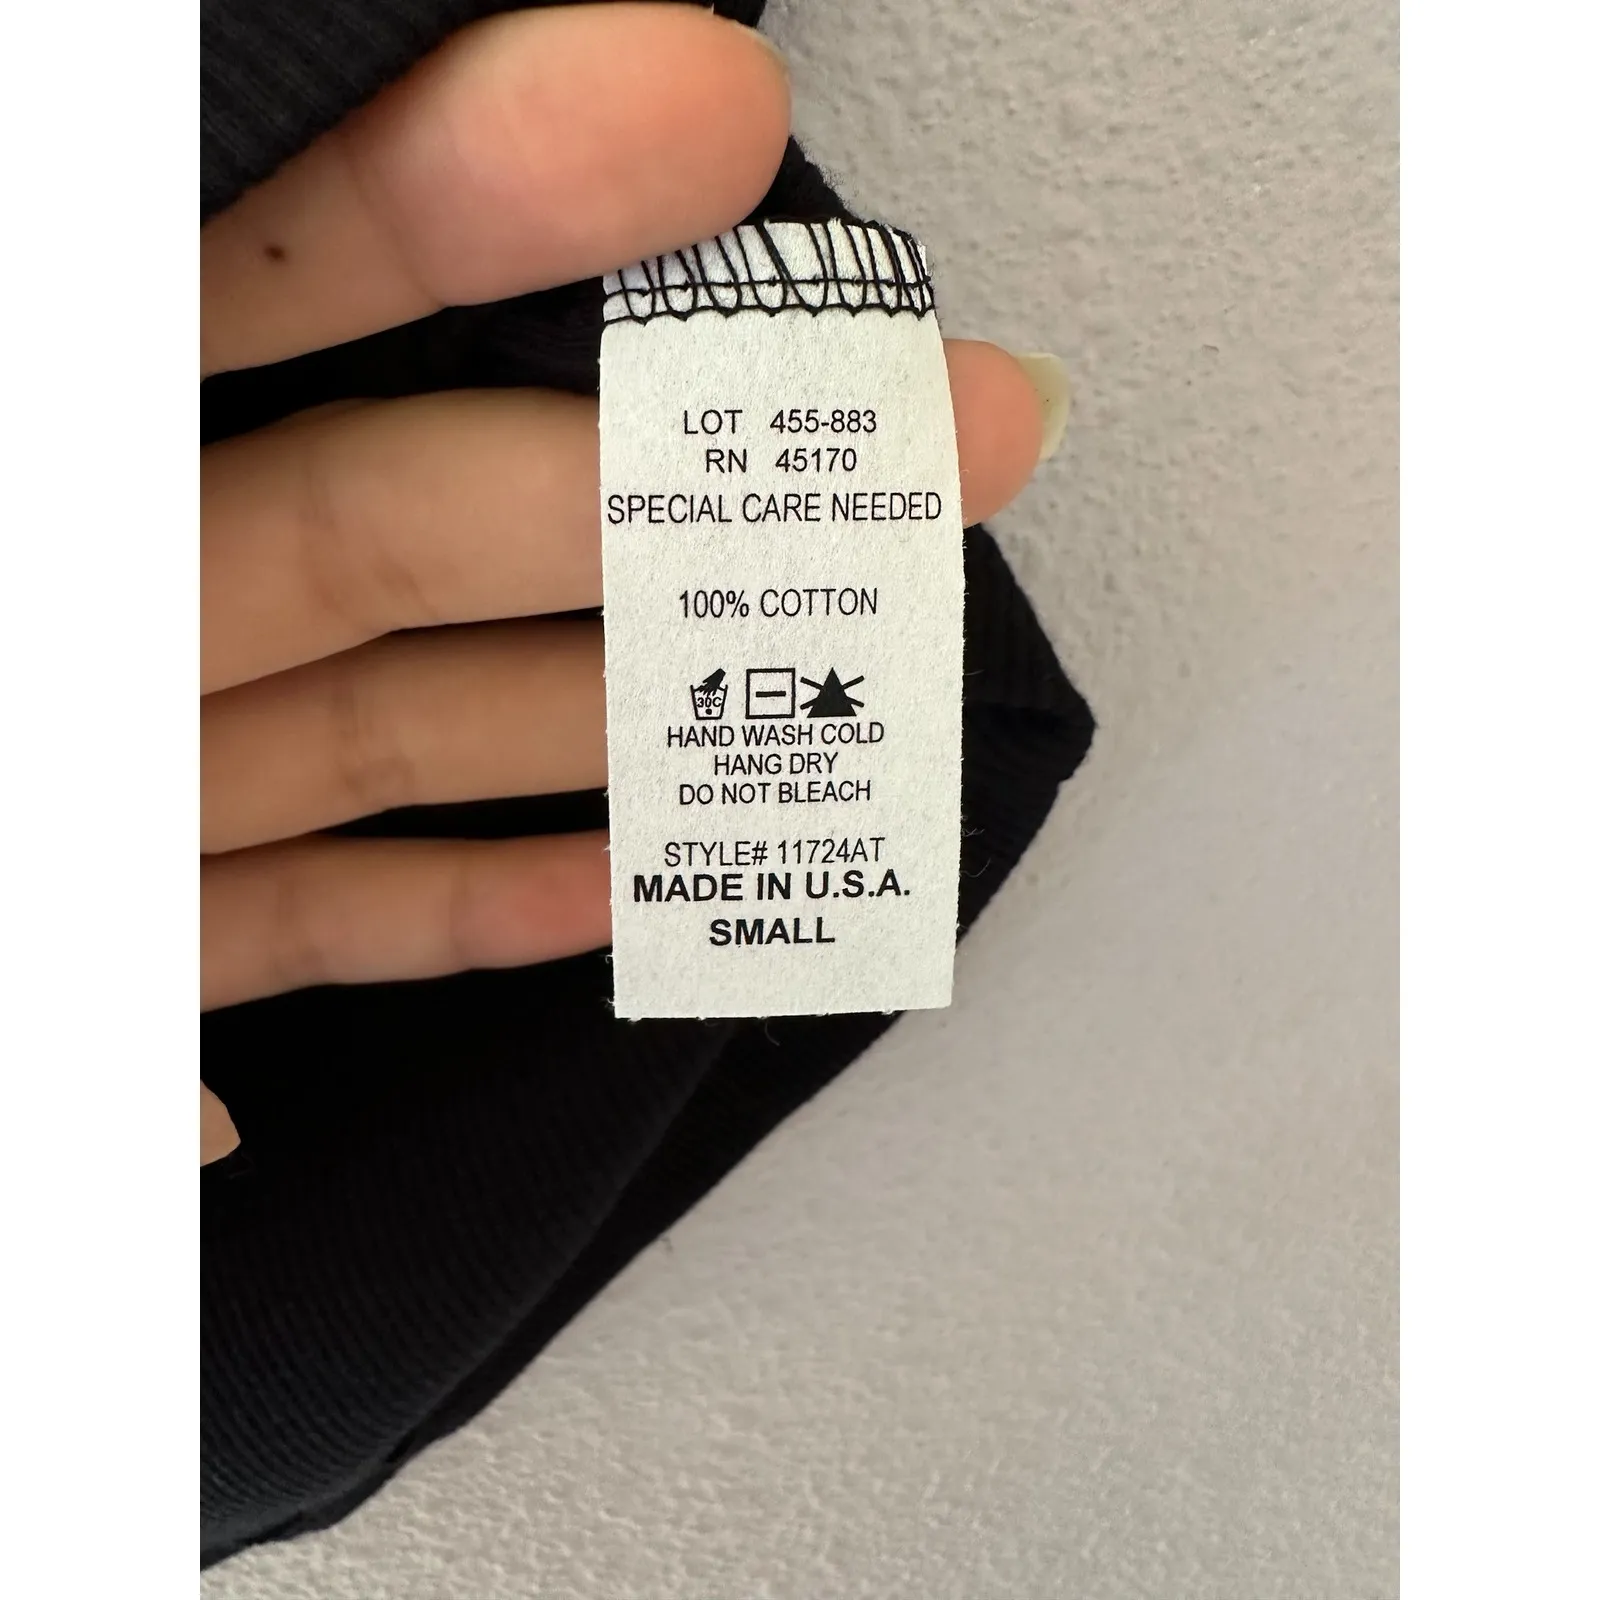 LOT 455-883
RN 45170
SPECIAL CARE NEEDED
100% COTTON
30C
HAND WASH COLD
HANG DRY
DO NOT BLEACH
STYLE# 11724AT
MADE IN U.S.A.
SMALL